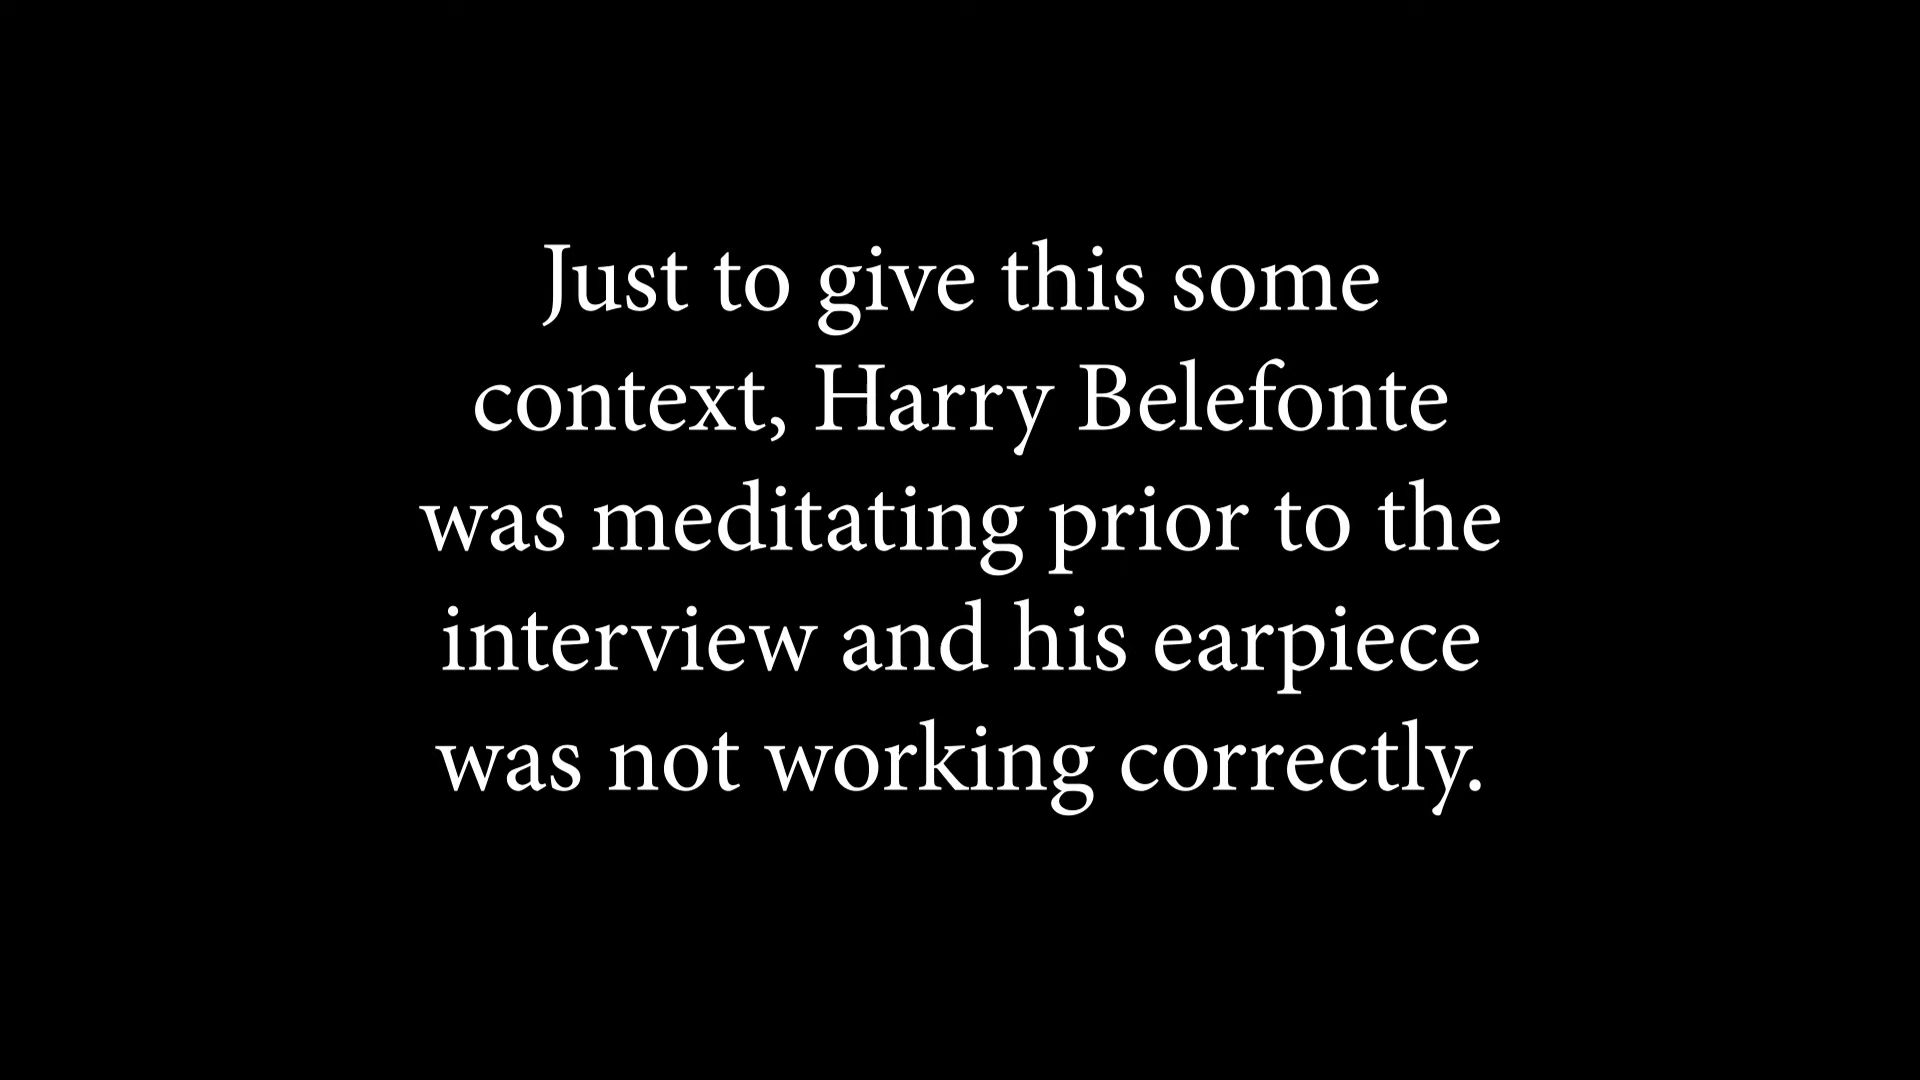 Just to give this some
context, Harry Belefonte
was meditating prior to the
interview and his earpiece
was not working correctly.